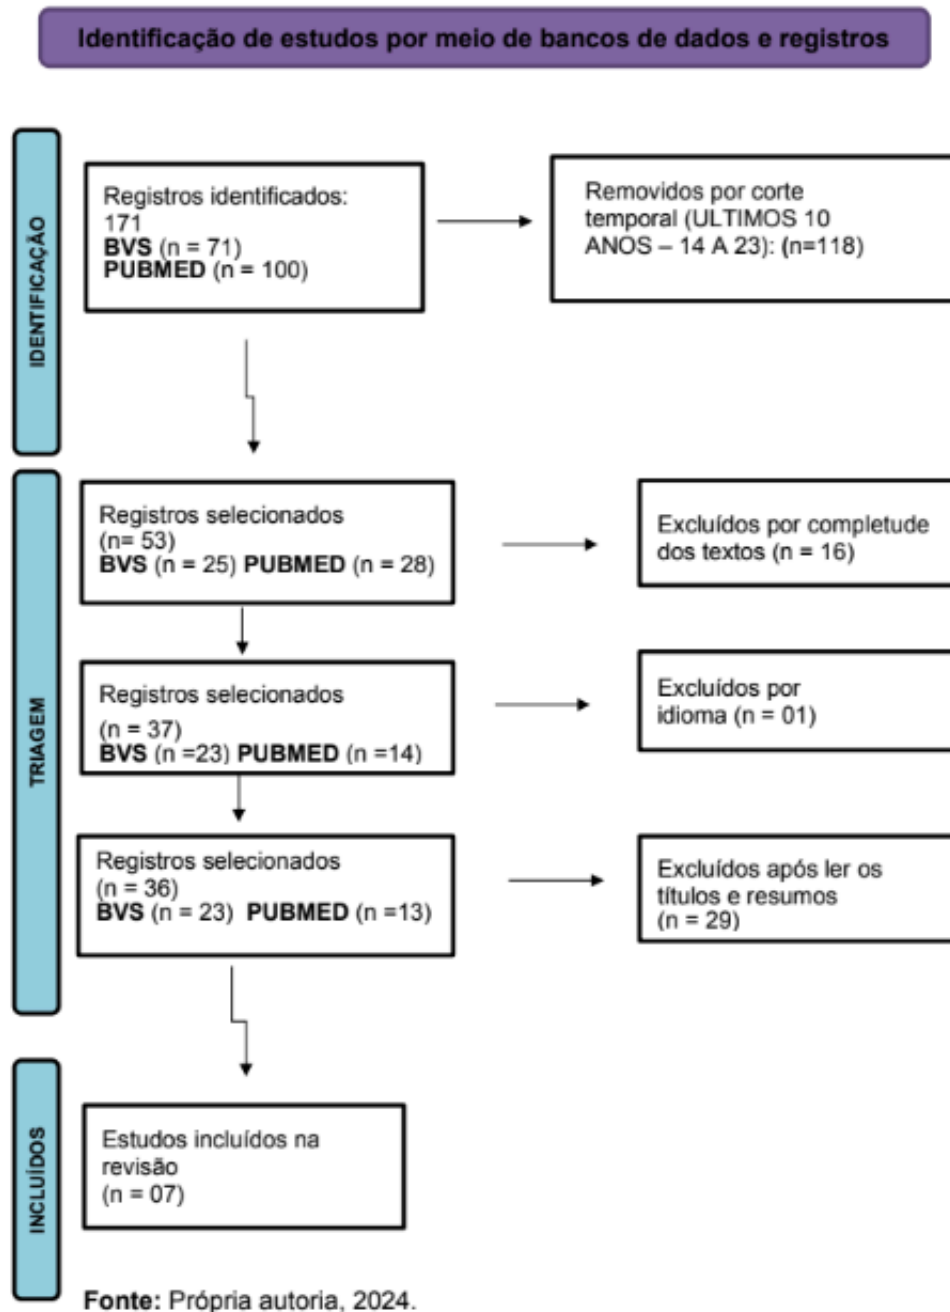 Identificação de estudos por meio de bancos de dados e registros
IDENTIFICAÇÃO
Registros identificados:
171
BVS (n = 71)
PUBMED (n = 100)
Removidos por corte
temporal (ULTIMOS 10
ANOS – 14 A 23): (n=118)
TRIAGEM
Registros selecionados
(n= 53)
BVS (n = 25) PUBMED (n = 28)
Excluídos por completude
dos textos (n = 16)
Registros selecionados
(n = 37)
BVS (n =23) PUBMED (n =14)
Excluídos por
idioma (n = 01)
Registros selecionados
(n = 36)
BVS (n = 23) PUBMED (n =13)
Excluídos após ler os
títulos e resumos
(n = 29)
INCLUÍDOS
Estudos incluídos na
revisão
(n = 07)
Fonte: Própria autoria, 2024.